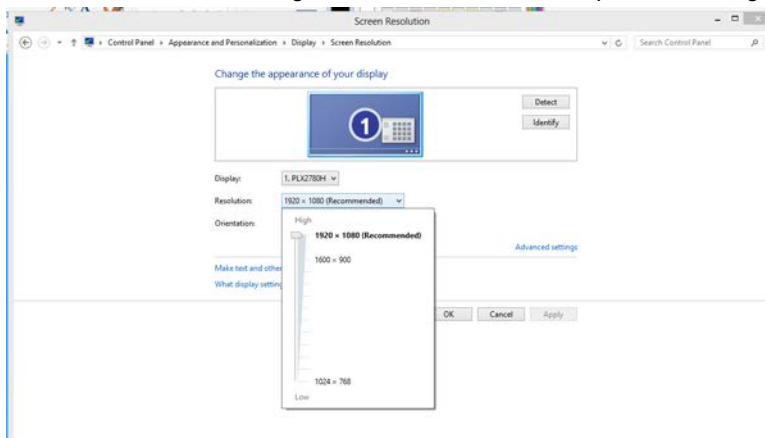 Screen Resolution
Control Panel › Appearance and Personalization › Display › Screen Resolution
Search Control Panel
Change the appearance of your display
1
Detect
Identify
Display:
1. PLX2780H
Resolution:
1920 × 1080 (Recommended)
Orientation:
High
1920 × 1080 (Recommended)
1600 × 900
1024 × 768
Low
Advanced settings
Make text and other
What display setting
OK
Cancel
Apply